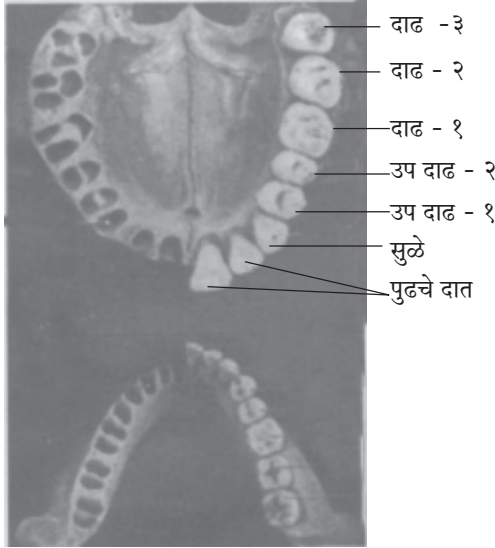 दाढ -३
दाढ - २
दाढ - १
उप दाढ - २
उप दाढ - १
सुळे
पुढचे दात